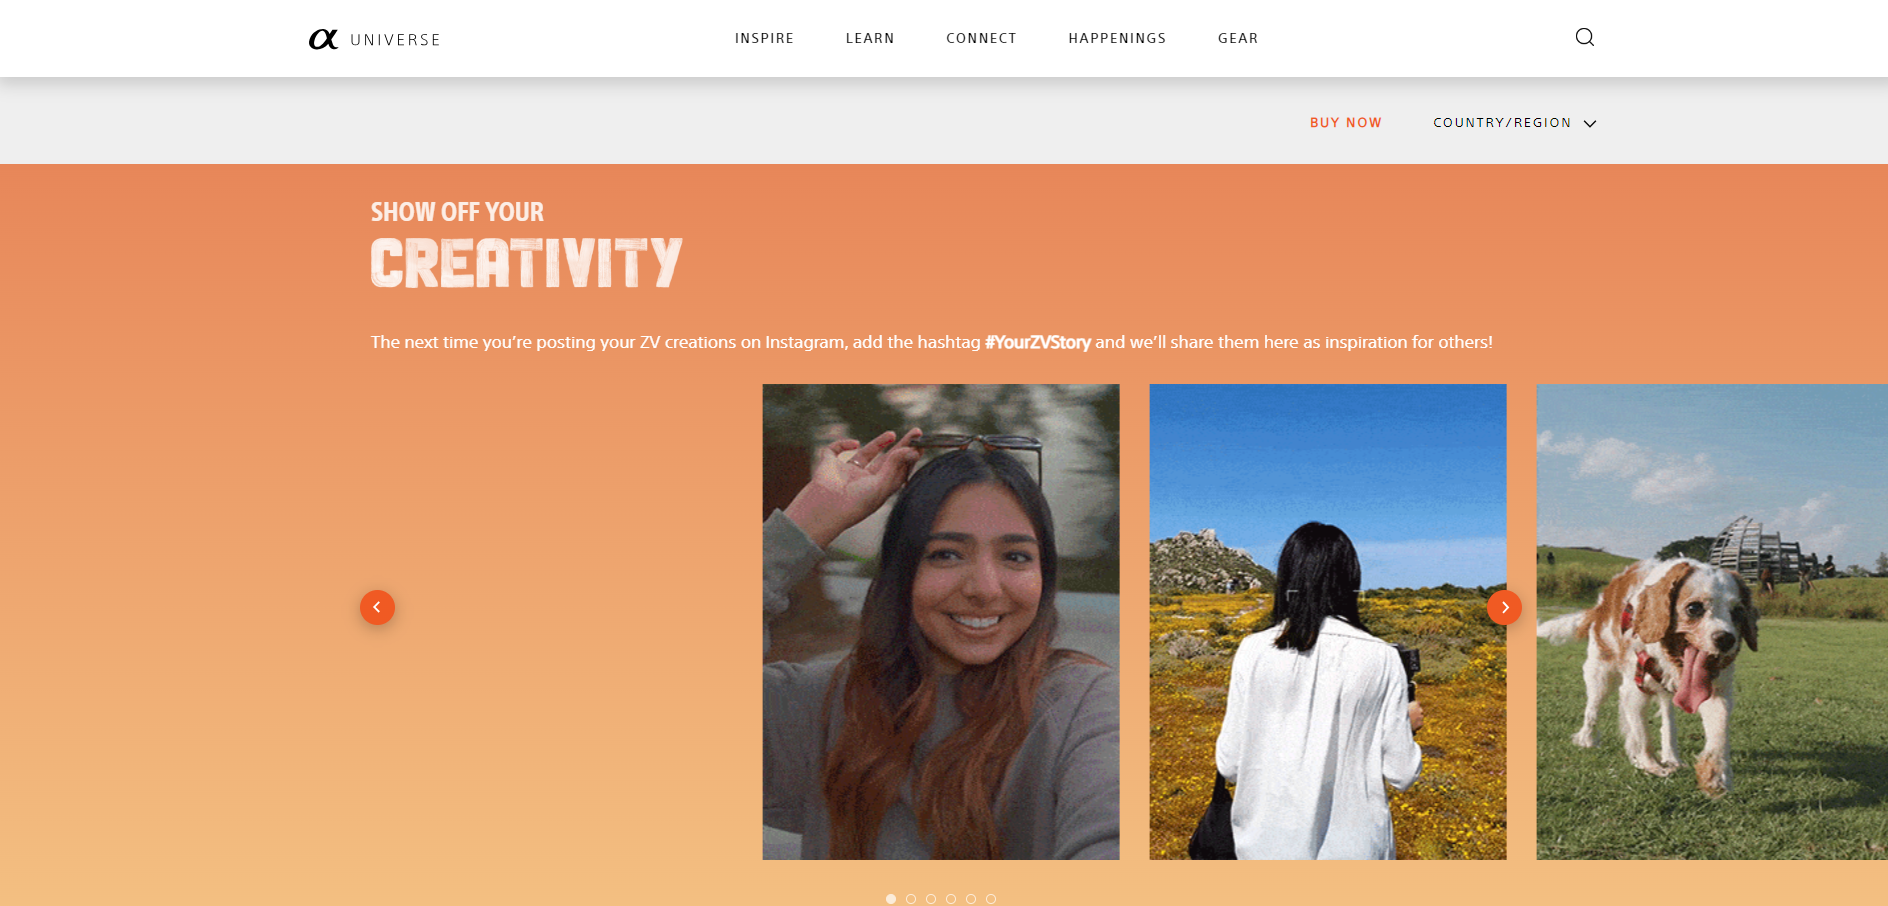 α UNIVERSE
INSPIRE LEARN CONNECT HAPPENINGS GEAR
BUY NOW COUNTRY/REGION
SHOW OFF YOUR
CREATIVITY
The next time you’re posting your ZV creations on Instagram, add the hashtag #YourZVStory and we’ll share them here as inspiration for others!